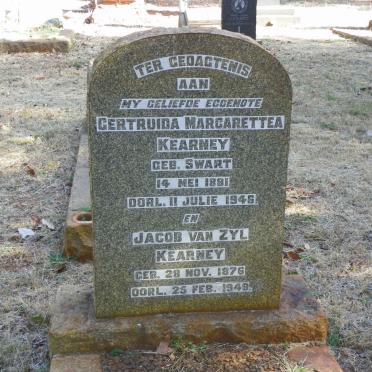 TER GEDAGTENIS
AAN
MY GELIEFDE EGGENOTE
GERTRUIDA MARGARETTEA
KEARNEY
GEB. SWART
14 MEI 1881
OORL. 11 JULIE 1948
EN
JACOB VAN ZYL
KEARNEY
GEB. 28 NOV. 1876
OORL. 25 FEB. 1949.